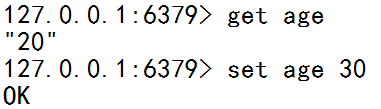 127.0.0.1:6379> get age
"20"
127.0.0.1:6379> set age 30
OK